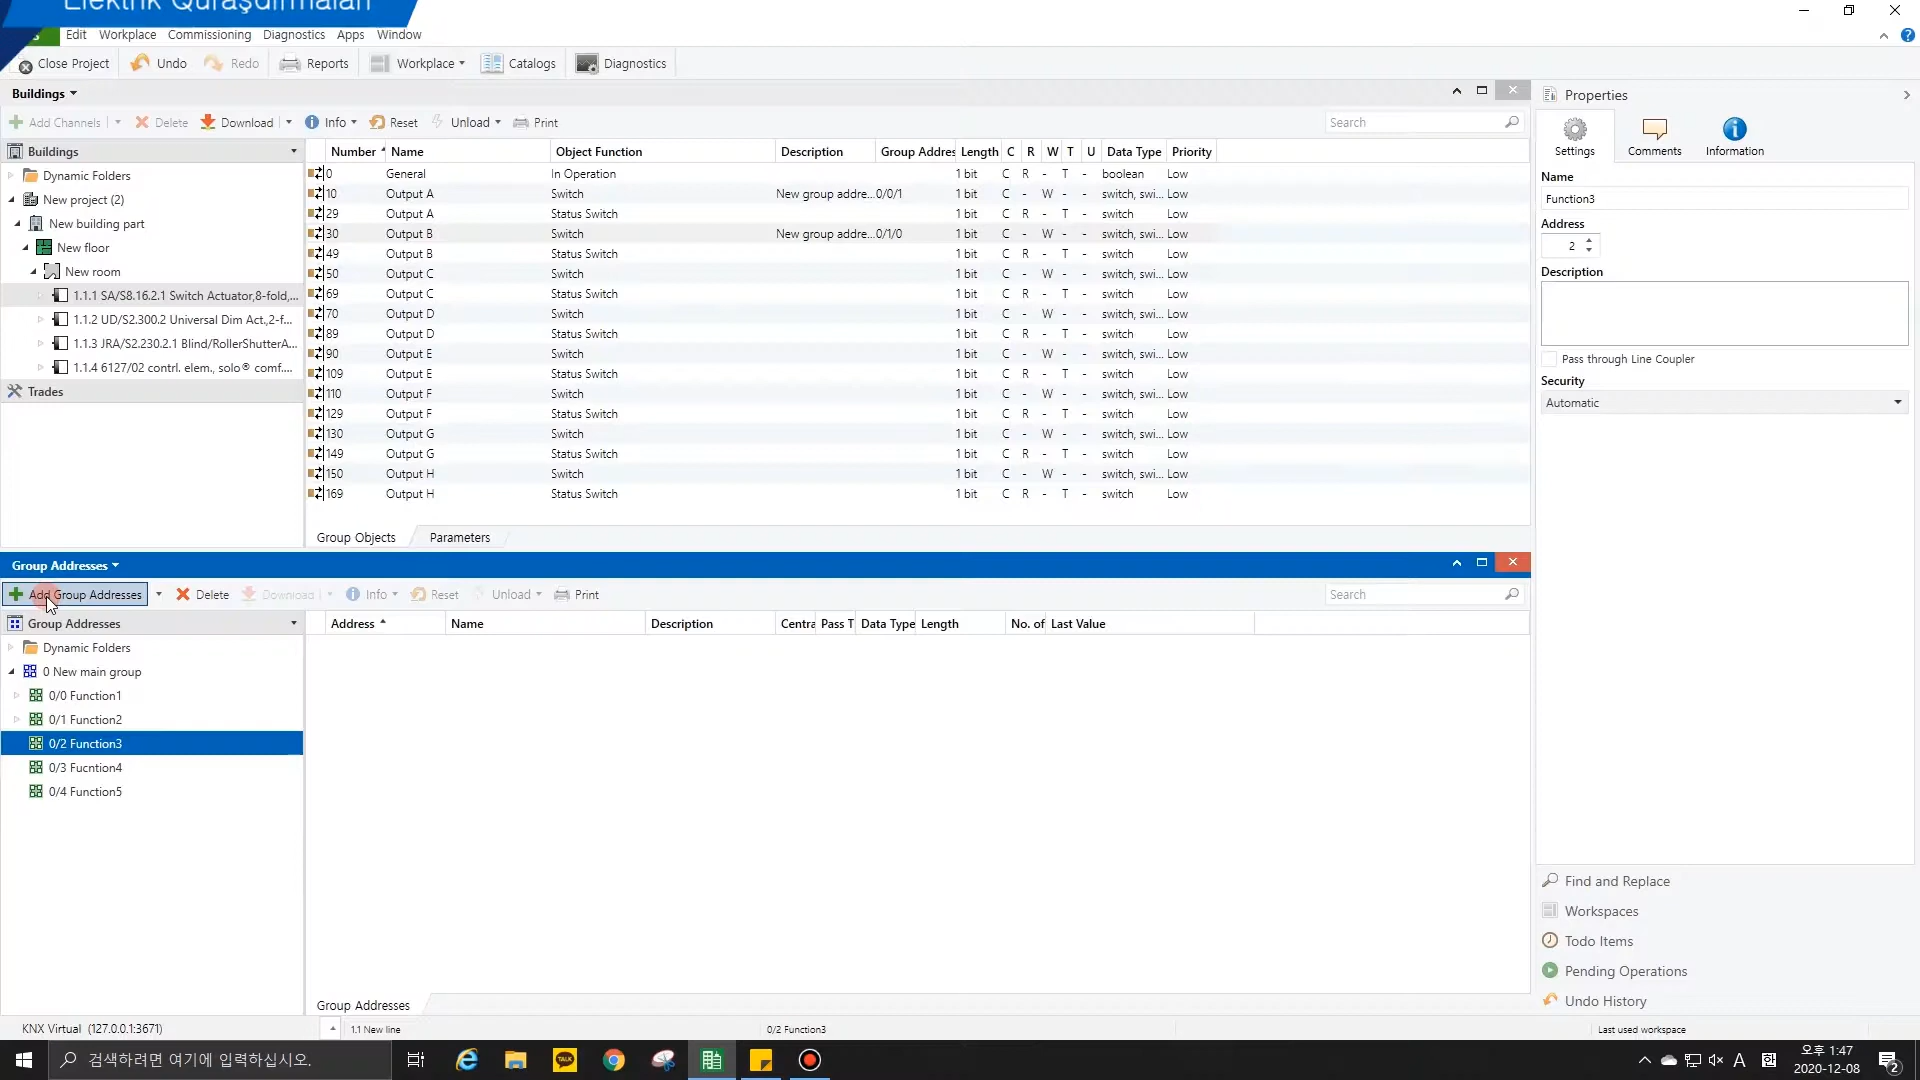 Elektrik Quraşdırmaları
Edit Workplace Commissioning Diagnostics Apps Window
Close Project Undo Redo Reports Workplace Catalogs Diagnostics
Buildings
Add Channels Delete Download Info Reset Unload Print Search
Buildings
Dynamic Folders
New project (2)
New building part
New floor
New room
1.1.1 SA/S8.16.2.1 Switch Actuator,8-fold,...
1.1.2 UD/S2.300.2 Universal Dim Act.,2-f...
1.1.3 JRA/S2.230.2.1 Blind/RollerShutterA...
1.1.4 6127/02 contrl. elem., solo® comf....
Trades
Number Name Object Function Description Group Addres Length C R W T U Data Type Priority
0 General In Operation 1 bit C R - T - boolean Low
10 Output A Switch New group addre... 0/0/1 1 bit C - W - - switch, swi... Low
29 Output A Status Switch 1 bit C R - T - switch Low
30 Output B Switch New group addre... 0/1/0 1 bit C - W - - switch, swi... Low
49 Output B Status Switch 1 bit C R - T - switch Low
50 Output C Switch 1 bit C - W - - switch, swi... Low
69 Output C Status Switch 1 bit C R - T - switch Low
70 Output D Switch 1 bit C - W - - switch, swi... Low
89 Output D Status Switch 1 bit C R - T - switch Low
90 Output E Switch 1 bit C - W - - switch, swi... Low
109 Output E Status Switch 1 bit C R - T - switch Low
110 Output F Switch 1 bit C - W - - switch, swi... Low
129 Output F Status Switch 1 bit C R - T - switch Low
130 Output G Switch 1 bit C - W - - switch, swi... Low
149 Output G Status Switch 1 bit C R - T - switch Low
150 Output H Switch 1 bit C - W - - switch, swi... Low
169 Output H Status Switch 1 bit C R - T - switch Low
Group Objects Parameters
Group Addresses
Add Group Addresses Delete Download Info Reset Unload Print Search
Group Addresses
Dynamic Folders
0 New main group
0/0 Function1
0/1 Function2
0/2 Function3
0/3 Fucntion4
0/4 Function5
Address Name Description Centra Pass T Data Type Length No. of Last Value
Group Addresses
Properties
Settings Comments Information
Name
Function3
Address
2
Description
Pass through Line Coupler
Security
Automatic
Find and Replace
Workspaces
Todo Items
Pending Operations
Undo History
KNX Virtual (127.0.0.1:3671) 1.1 New line 0/2 Function3 Last used workspace
검색하려면 여기에 입력하십시오.
TALK
A 한
오후 1:47
2020-12-08
2